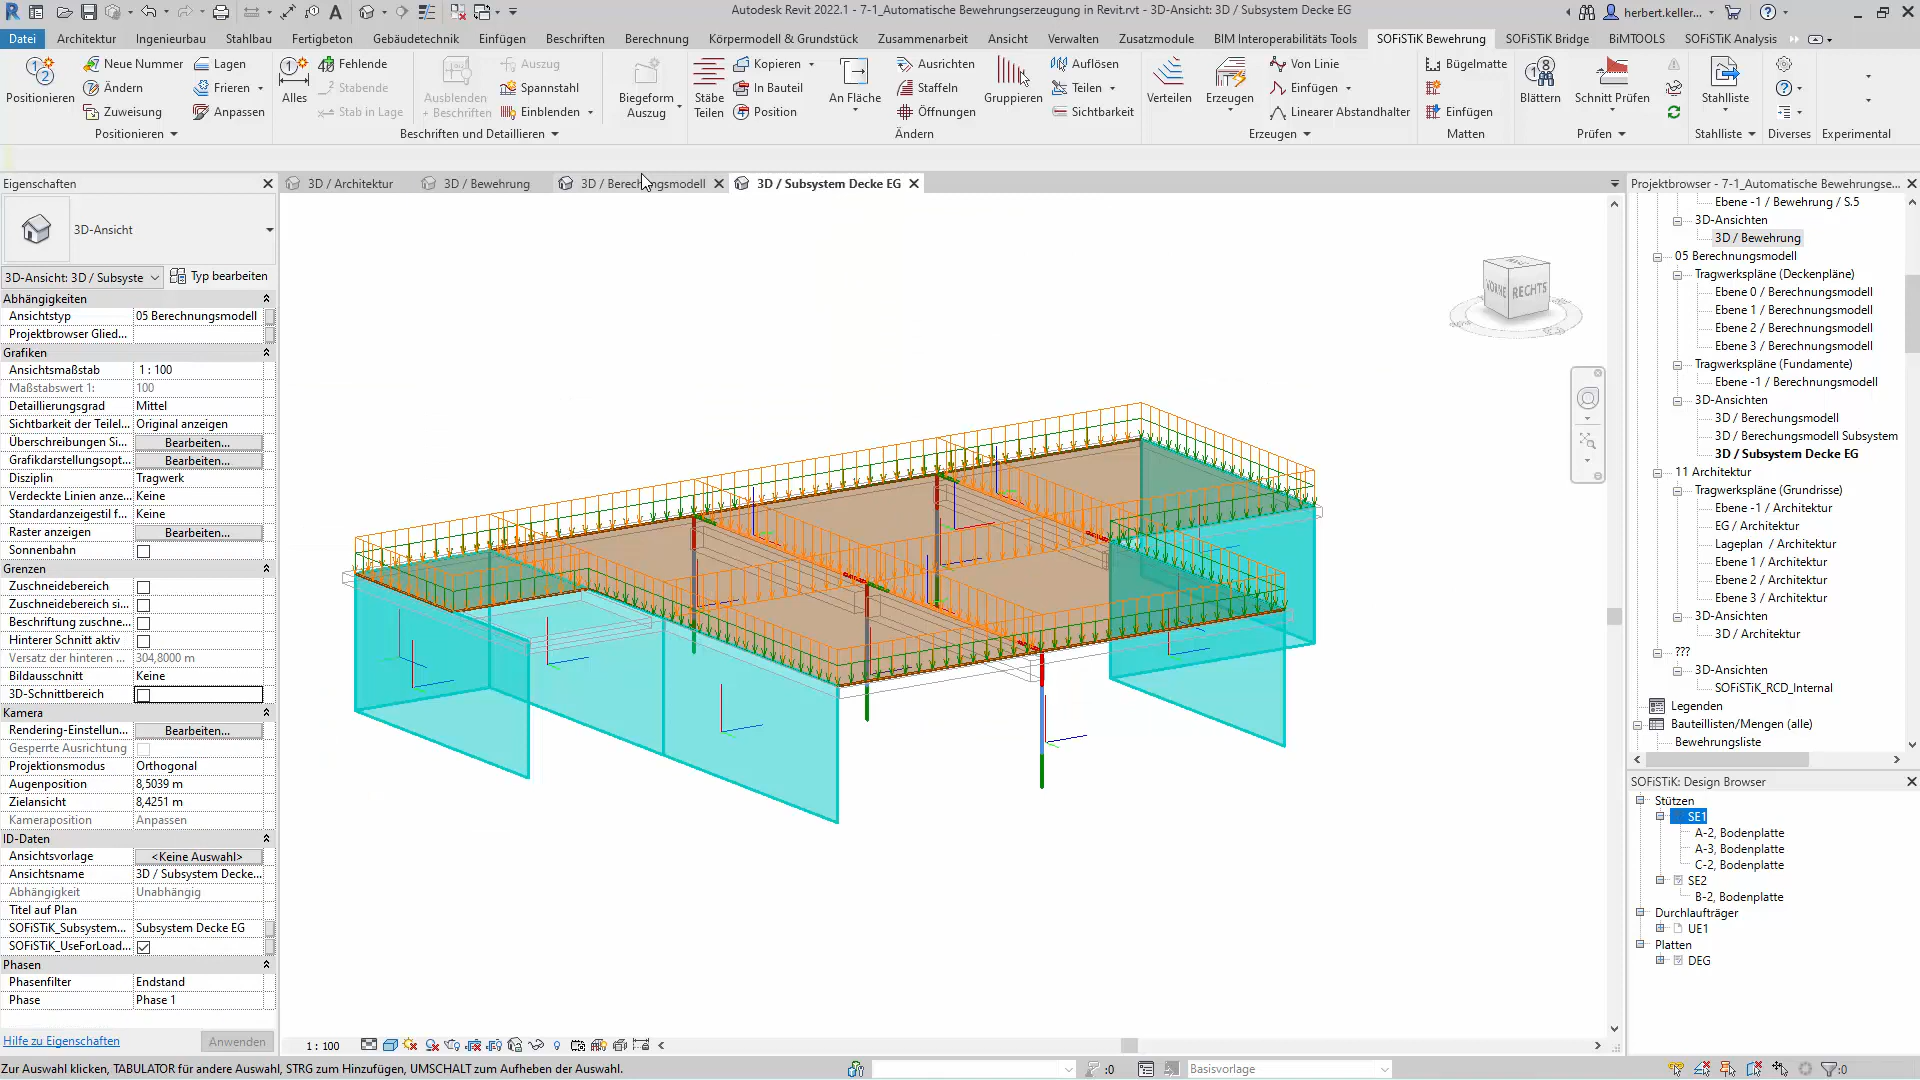 Autodesk Revit 2022.1 - 7-1_Automatische Bewehrungserzeugung in Revit.rvt - 3D-Ansicht: 3D / Subsystem Decke EG
herbert.keller...
Datei Architektur Ingenieurbau Stahlbau Fertigbeton Gebäudetechnik Einfügen Beschriften Berechnung Körpermodell & Grundstück Zusammenarbeit Ansicht Verwalten Zusatzmodule BIM Interoperabilitäts Tools SOFiSTiK Bewehrung SOFiSTiK Bridge BiMTOOLS SOFiSTiK Analysis
Positionieren
Neue Nummer
Ändern
Zuweisung
Lagen
Frieren
Anpassen
Positionieren
Alles
Fehlende
Stabende
Stab in Lage
Ausblenden
+ Beschriften
Auszug
Spannstahl
Einblenden
Beschriften und Detaillieren
Biegeform
Auszug
Stäbe
Teilen
Kopieren
In Bauteil
Position
An Fläche
Ausrichten
Staffeln
Öffnungen
Gruppieren
Auflösen
Teilen
Sichtbarkeit
Ändern
Verteilen
Erzeugen
Von Linie
Einfügen
Linearer Abstandhalter
Erzeugen
Bügelmatte
Einfügen
Matten
Blättern
Schnitt Prüfen
Prüfen
Stahlliste
Stahlliste
Diverses
Experimental
Eigenschaften
3D-Ansicht
3D-Ansicht: 3D / Subsyste
Typ bearbeiten
Abhängigkeiten
Ansichtstyp 05 Berechnungsmodell
Projektbrowser Glied...
Grafiken
Ansichtsmaßstab 1 : 100
Maßstabswert 1: 100
Detaillierungsgrad Mittel
Sichtbarkeit der Teilel... Original anzeigen
Überschreibungen Si... Bearbeiten...
Grafikdarstellungsopt... Bearbeiten...
Disziplin Tragwerk
Verdeckte Linien anze... Keine
Standardanzeigestil f... Keine
Raster anzeigen Bearbeiten...
Sonnenbahn
Grenzen
Zuschneidebereich
Zuschneidebereich si...
Beschriftung zuschne...
Hinterer Schnitt aktiv
Versatz der hinteren ... 304,8000 m
Bildausschnitt Keine
3D-Schnittbereich
Kamera
Rendering-Einstellun... Bearbeiten...
Gesperte Ausrichtung
Projektionsmodus Orthogonal
Augenposition 8,5039 m
Zielansicht 8,4251 m
Kameraposition Anpassen
ID-Daten
Ansichtsvorlage <Keine Auswahl>
Ansichtsname 3D / Subsystem Decke...
Abhängigkeit Unabhängig
Titel auf Plan
SOFiSTiK_Subsystem... Subsystem Decke EG
SOFiSTiK_UseForLoad...
Phasen
Phasenfilter Endstand
Phase Phase 1
Hilfe zu Eigenschaften Anwenden
3D / Architektur 3D / Bewehrung 3D / Berechnungsmodell 3D / Subsystem Decke EG
RECHTS
1 : 100
Projektbrowser - 7-1_Automatische Bewehrungse...
Ebene -1 / Bewehrung / S.5
3D-Ansichten
3D / Bewehrung
05 Berechnungsmodell
Tragwerkspläne (Deckenpläne)
Ebene 0 / Berechnungsmodell
Ebene 1 / Berechnungsmodell
Ebene 2 / Berechnungsmodell
Ebene 3 / Berechnungsmodell
Tragwerkspläne (Fundamente)
Ebene -1 / Berechnungsmodell
3D-Ansichten
3D / Berechnungsmodell
3D / Berechnungsmodell Subsystem
3D / Subsystem Decke EG
11 Architektur
Tragwerkspläne (Grundrisse)
Ebene -1 / Architektur
EG / Architektur
Lageplan / Architektur
Ebene 1 / Architektur
Ebene 2 / Architektur
Ebene 3 / Architektur
3D-Ansichten
3D / Architektur
???
3D-Ansichten
SOFiSTiK_RCD_Internal
Legenden
Bauteillisten/Mengen (alle)
Bewehrungsliste
SOFiSTiK: Design Browser
Stützen
SE1
A-2, Bodenplatte
A-3, Bodenplatte
C-2, Bodenplatte
SE2
B-2, Bodenplatte
Durchlaufträger
UE1
Platten
DEG
Zur Auswahl klicken, TABULATOR für andere Auswahl, STRG zum Hinzufügen, UMSCHALT zum Aufheben der Auswahl.
:0
Basisvorlage
:0